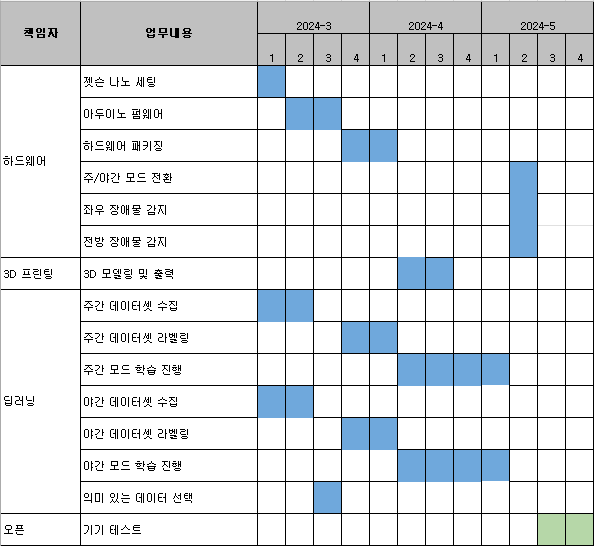 책임자 업무내용 2024-3 2024-4 2024-5
1 2 3 4 1 2 3 4 1 2 3 4
하드웨어
젯슨 나노 세팅
아두이노 펌웨어
하드웨어 패키징
주/야간 모드 전환
좌우 장애물 감지
전방 장애물 감지
3D 프린팅 3D 모델링 및 출력
딥러닝
주간 데이터셋 수집
주간 데이터셋 라벨링
주간 모드 학습 진행
야간 데이터셋 수집
야간 데이터셋 라벨링
야간 모드 학습 진행
의미 있는 데이터 선택
오픈 기기 테스트